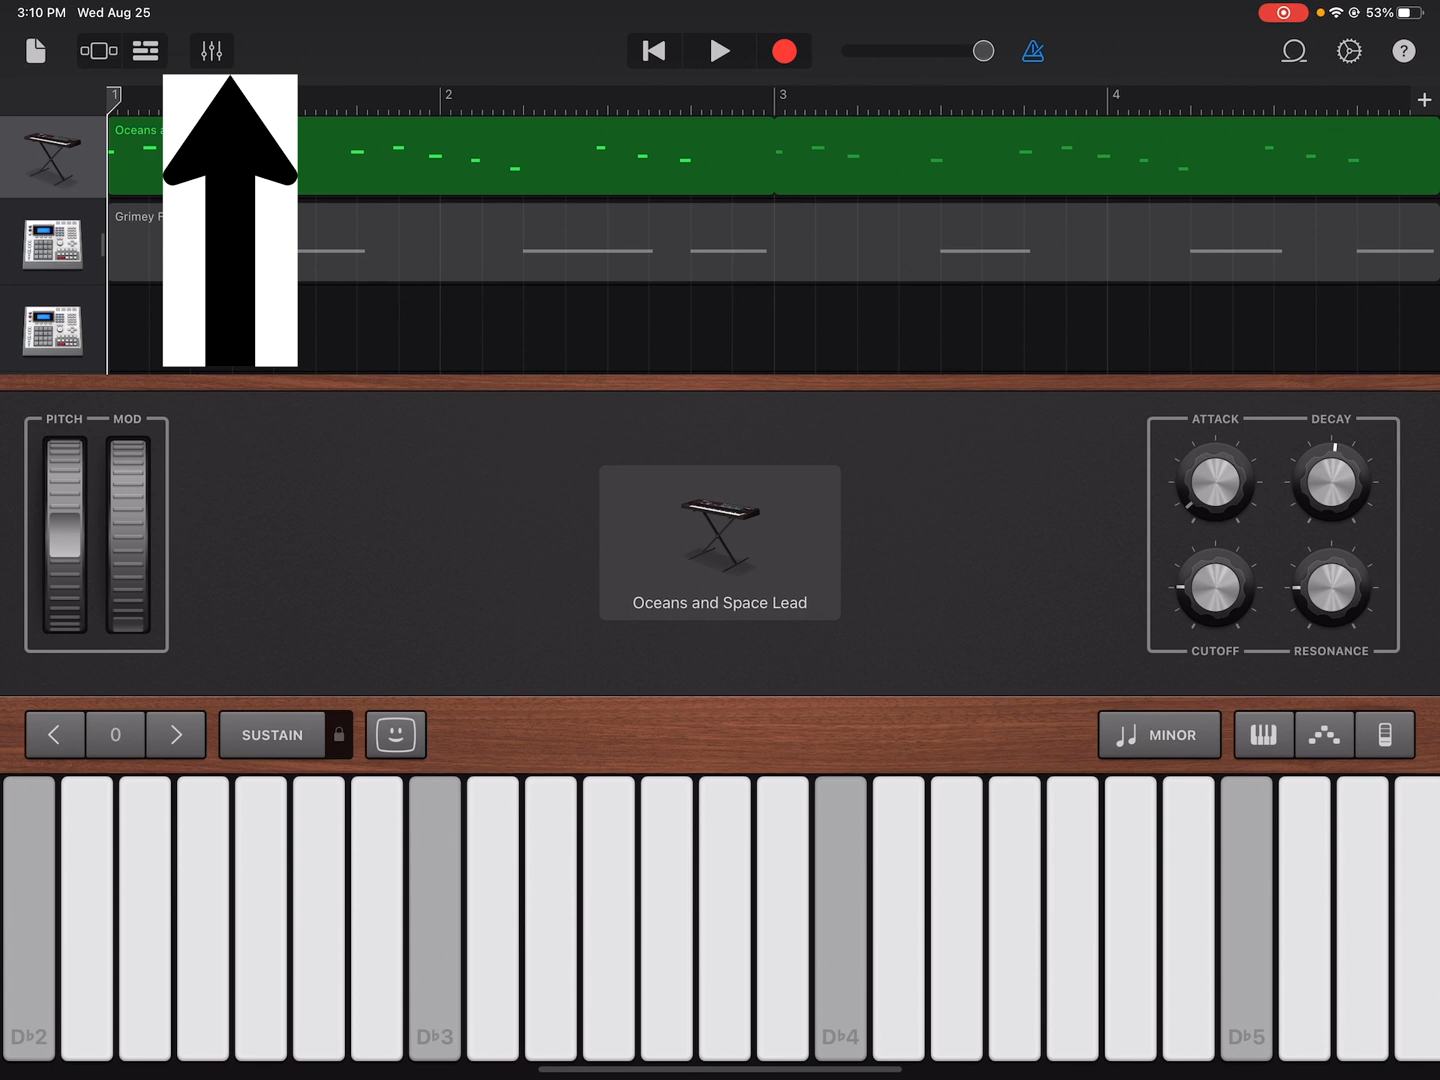 3:10 PM Wed Aug 25
53%
?
1 2 3 4 +
Oceans a
Grimey F
PITCH MOD
ATTACK DECAY
Oceans and Space Lead
CUTOFF RESONANCE
0 SUSTAIN MINOR
D♭2 D♭3 D♭4 D♭5